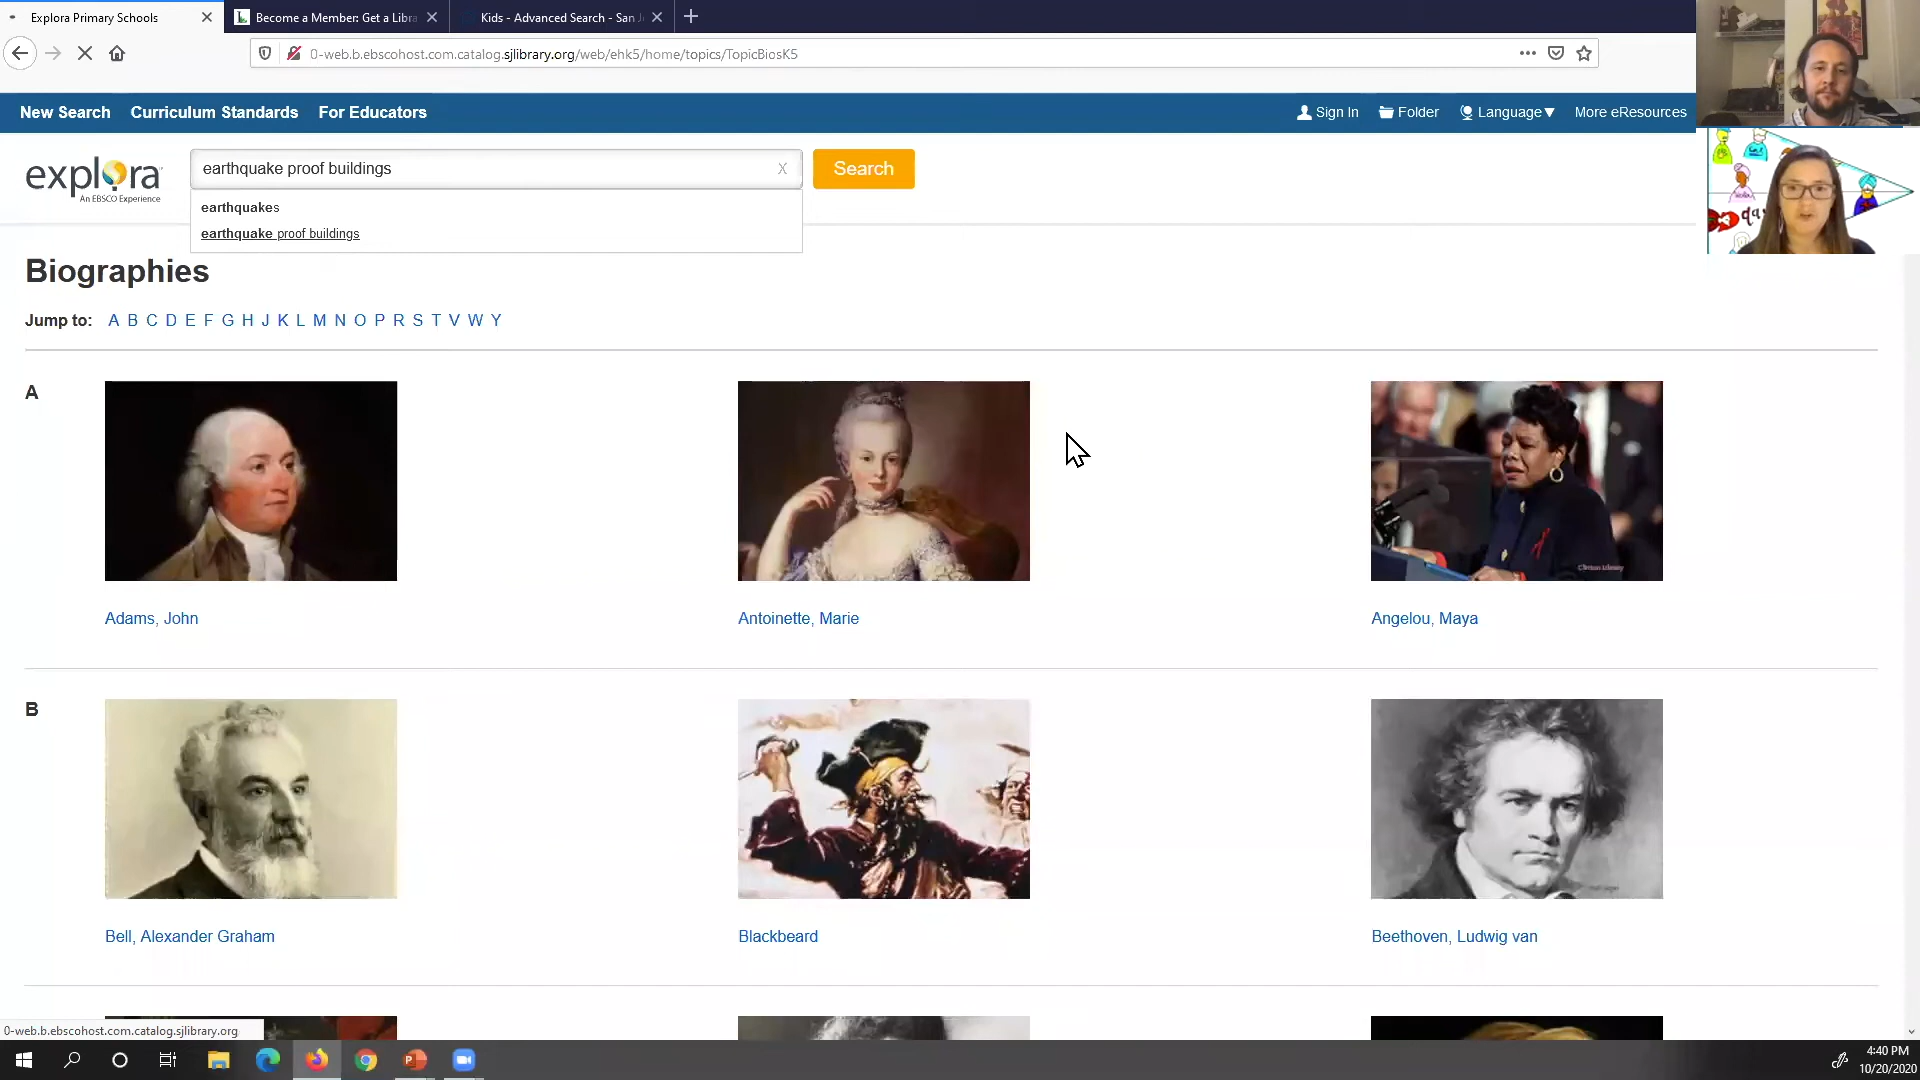 Explora Primary Schools
Become a Member: Get a Libra
Kids - Advanced Search - San J
0-web.b.ebscohost.com.catalog.sjlibrary.org/web/ehk5/home/topics/TopicBiosK5
New Search Curriculum Standards For Educators
Sign In Folder Language More eResources
explora
An EBSCO Experience
earthquake proof buildings X
Search
earthquakes
earthquake proof buildings
Biographies
Jump to: A B C D E F G H J K L M N O P R S T V W Y
A
Adams, John
Antoinette, Marie
Angelou, Maya
B
Bell, Alexander Graham
Blackbeard
Beethoven, Ludwig van
0-web.b.ebscohost.com.catalog.sjlibrary.org
4:40 PM
10/20/2020